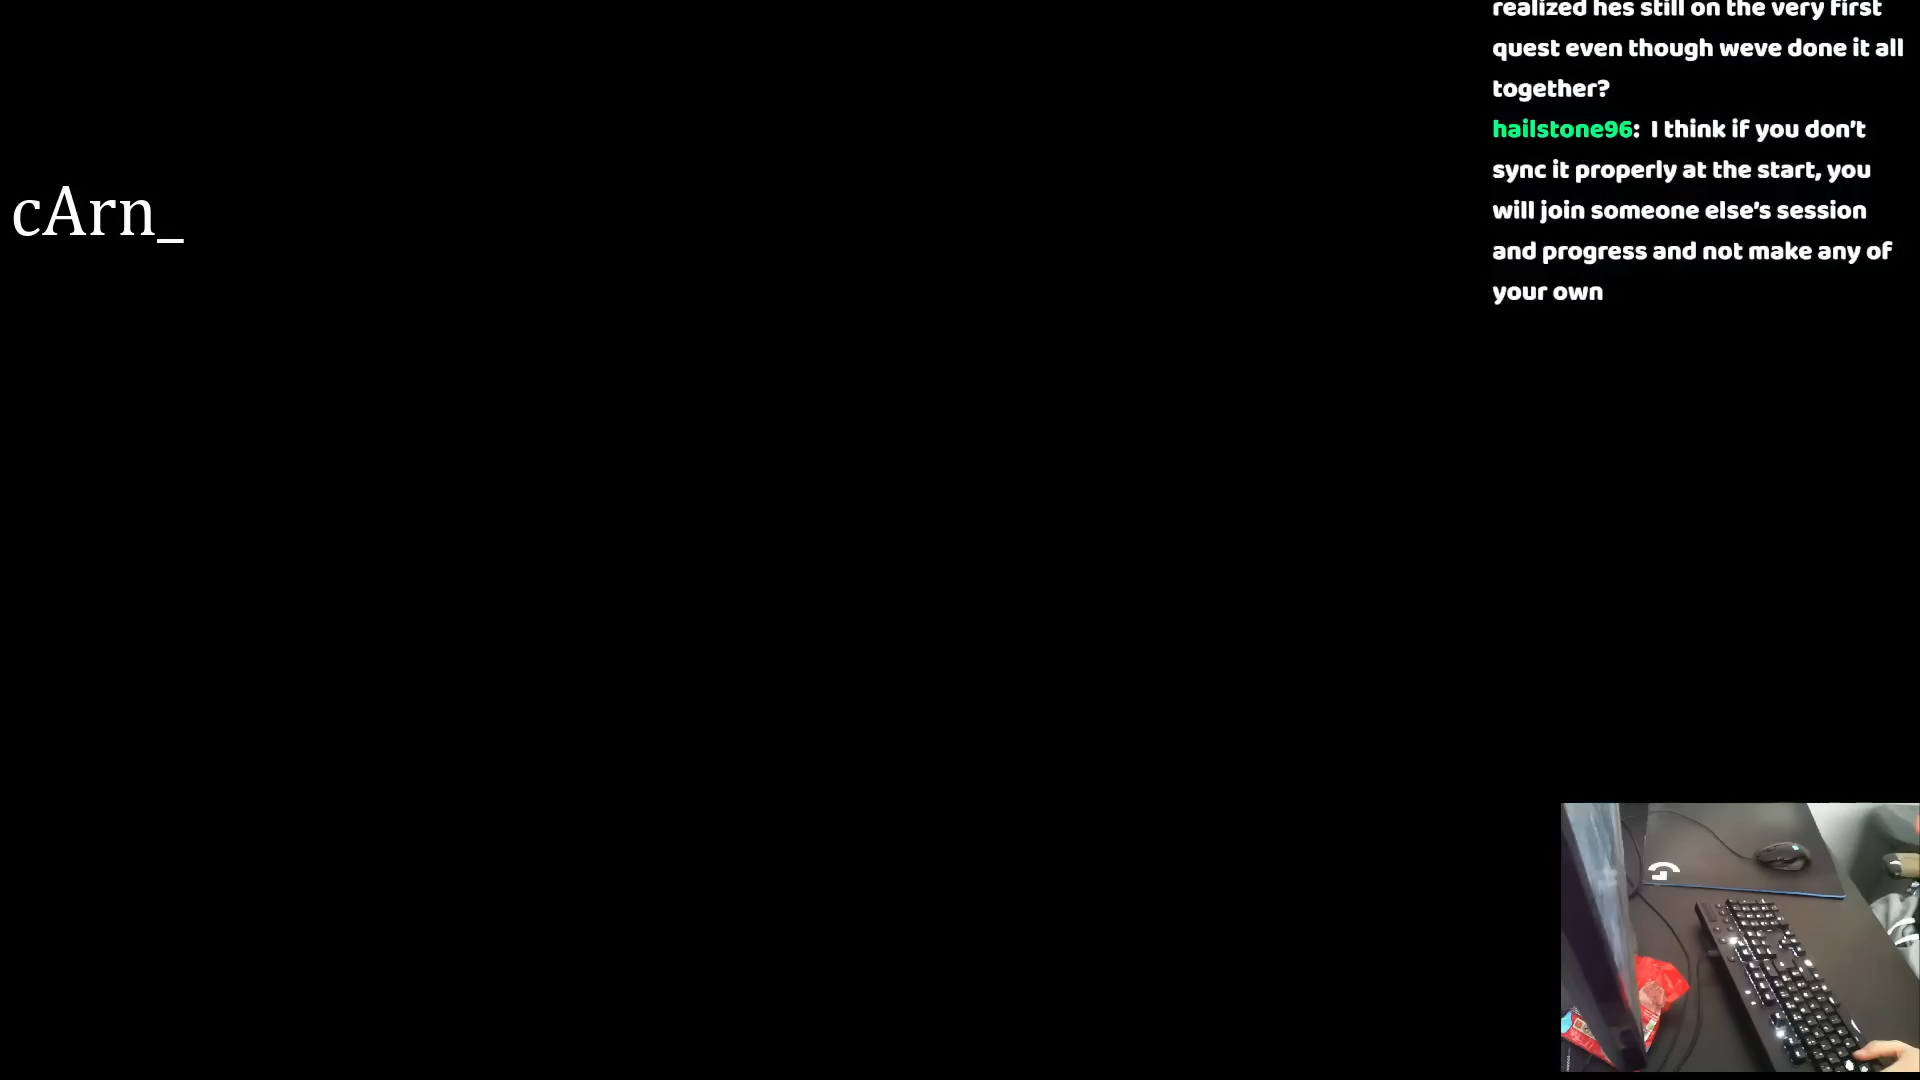 realized hes still on the very first
quest even though weve done it all
together?
hailstone96: I think if you don't
sync it properly at the start, you
will join someone else's session
and progress and not make any of
your own
cArn_